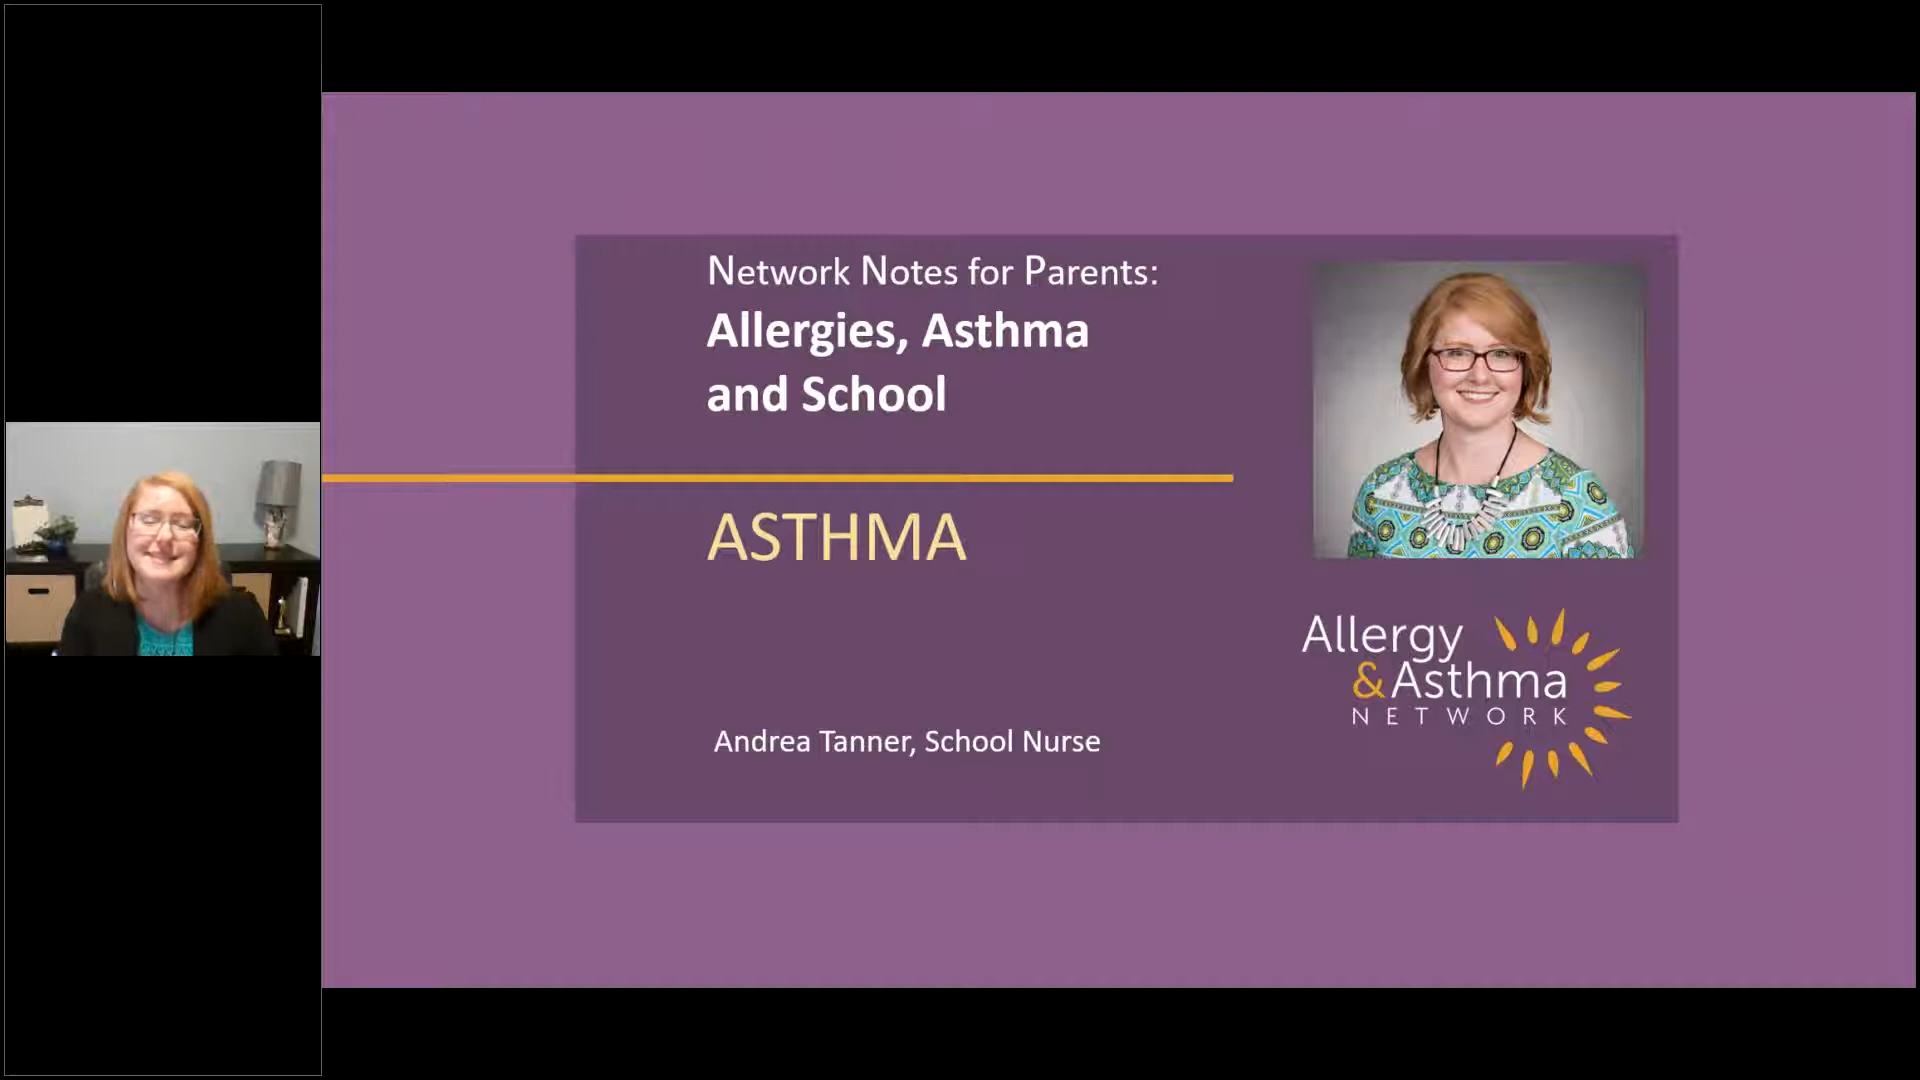 Network Notes for Parents:
Allergies, Asthma
and School
ASTHMA
Andrea Tanner, School Nurse
Allergy
&Asthma
NETWORK